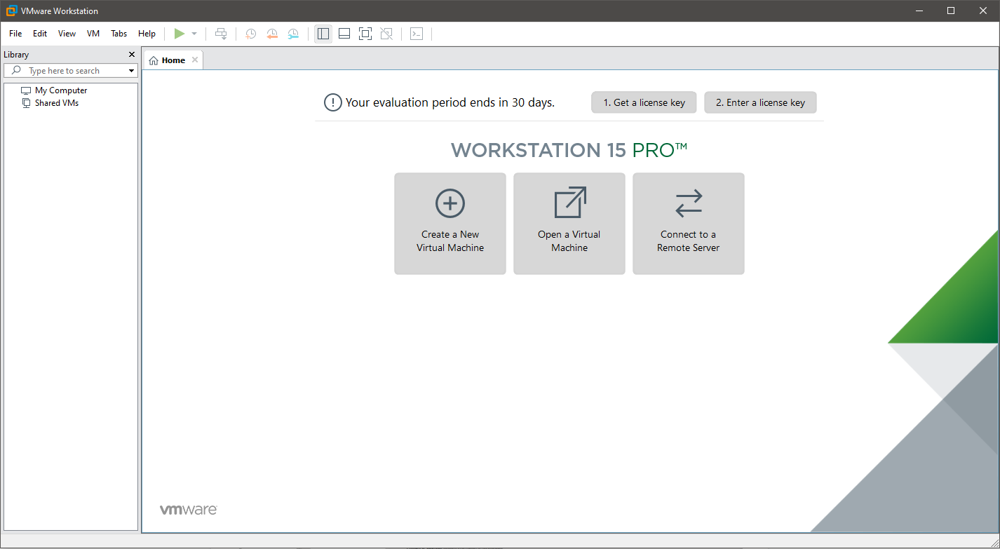 VMware Workstation
File Edit View VM Tabs Help
Library
Type here to search
My Computer
Shared VMs
Home
Your evaluation period ends in 30 days.
1. Get a license key
2. Enter a license key
WORKSTATION 15 PRO™
Create a New
Virtual Machine
Open a Virtual
Machine
Connect to a
Remote Server
vmware